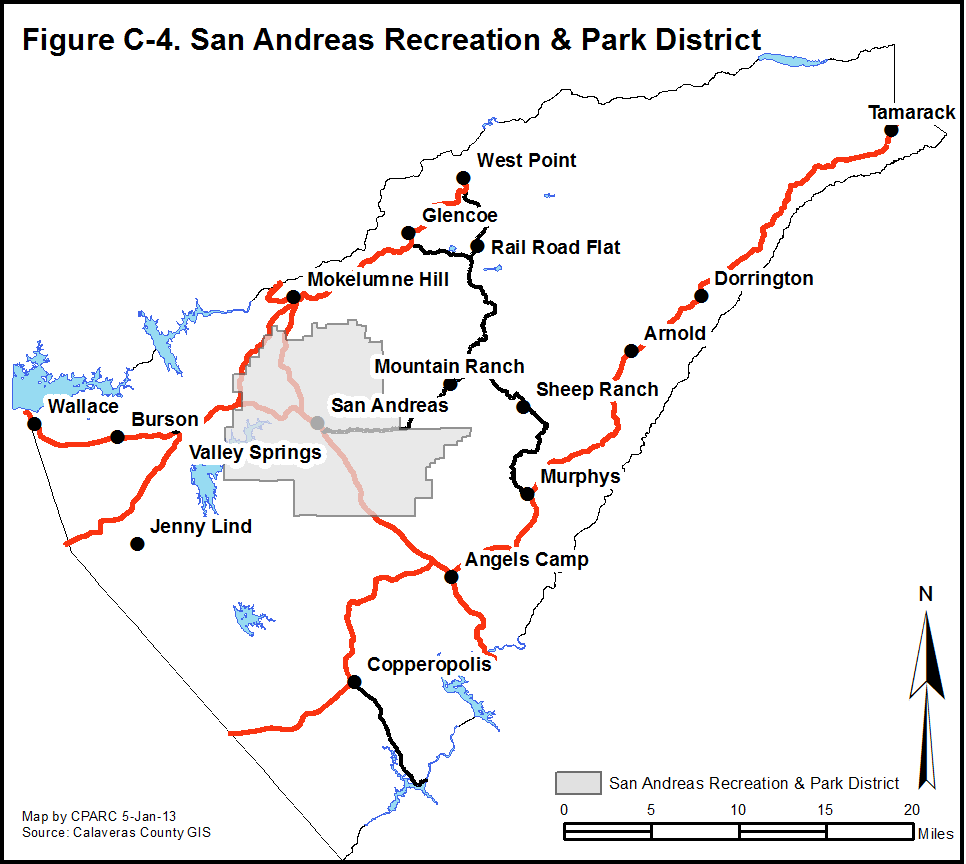 Figure C-4. San Andreas Recreation & Park District
Tamarack
West Point
Glencoe
Rail Road Flat
Mokelumne Hill
Dorrington
Arnold
Mountain Ranch
Sheep Ranch
Wallace
San Andreas
Burson
Valley Springs
Murphys
Jenny Lind
Angels Camp
N
Copperopolis
San Andreas Recreation & Park District
0 5 10 15 20
Miles
Map by CPARC 5-Jan-13
Source: Calaveras County GIS